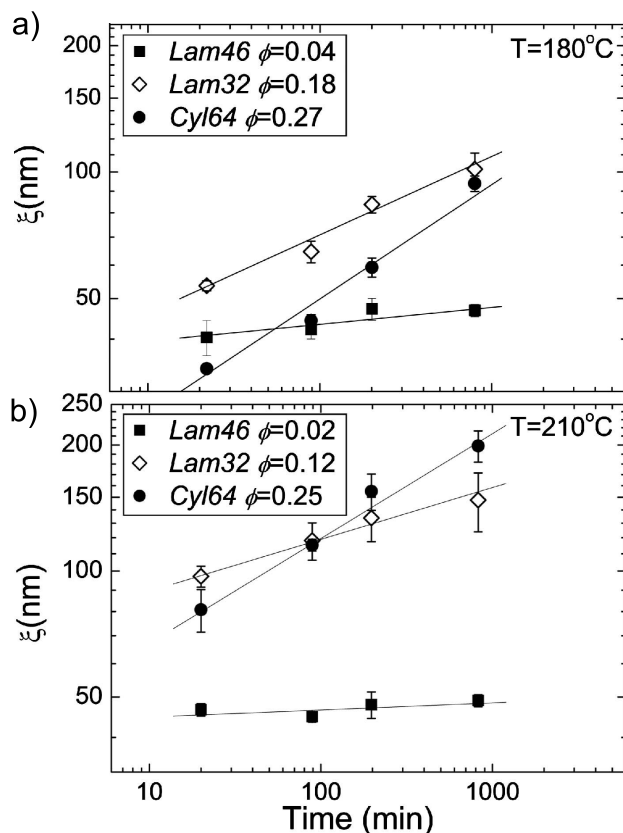 a)
200
150
100
50
ξ(nm)
Lam46 ϕ=0.04
Lam32 ϕ=0.18
Cyl64 ϕ=0.27
T=180°C
b)
250
200
150
100
50
ξ(nm)
Lam46 ϕ=0.02
Lam32 ϕ=0.12
Cyl64 ϕ=0.25
T=210°C
10
100
1000
Time (min)